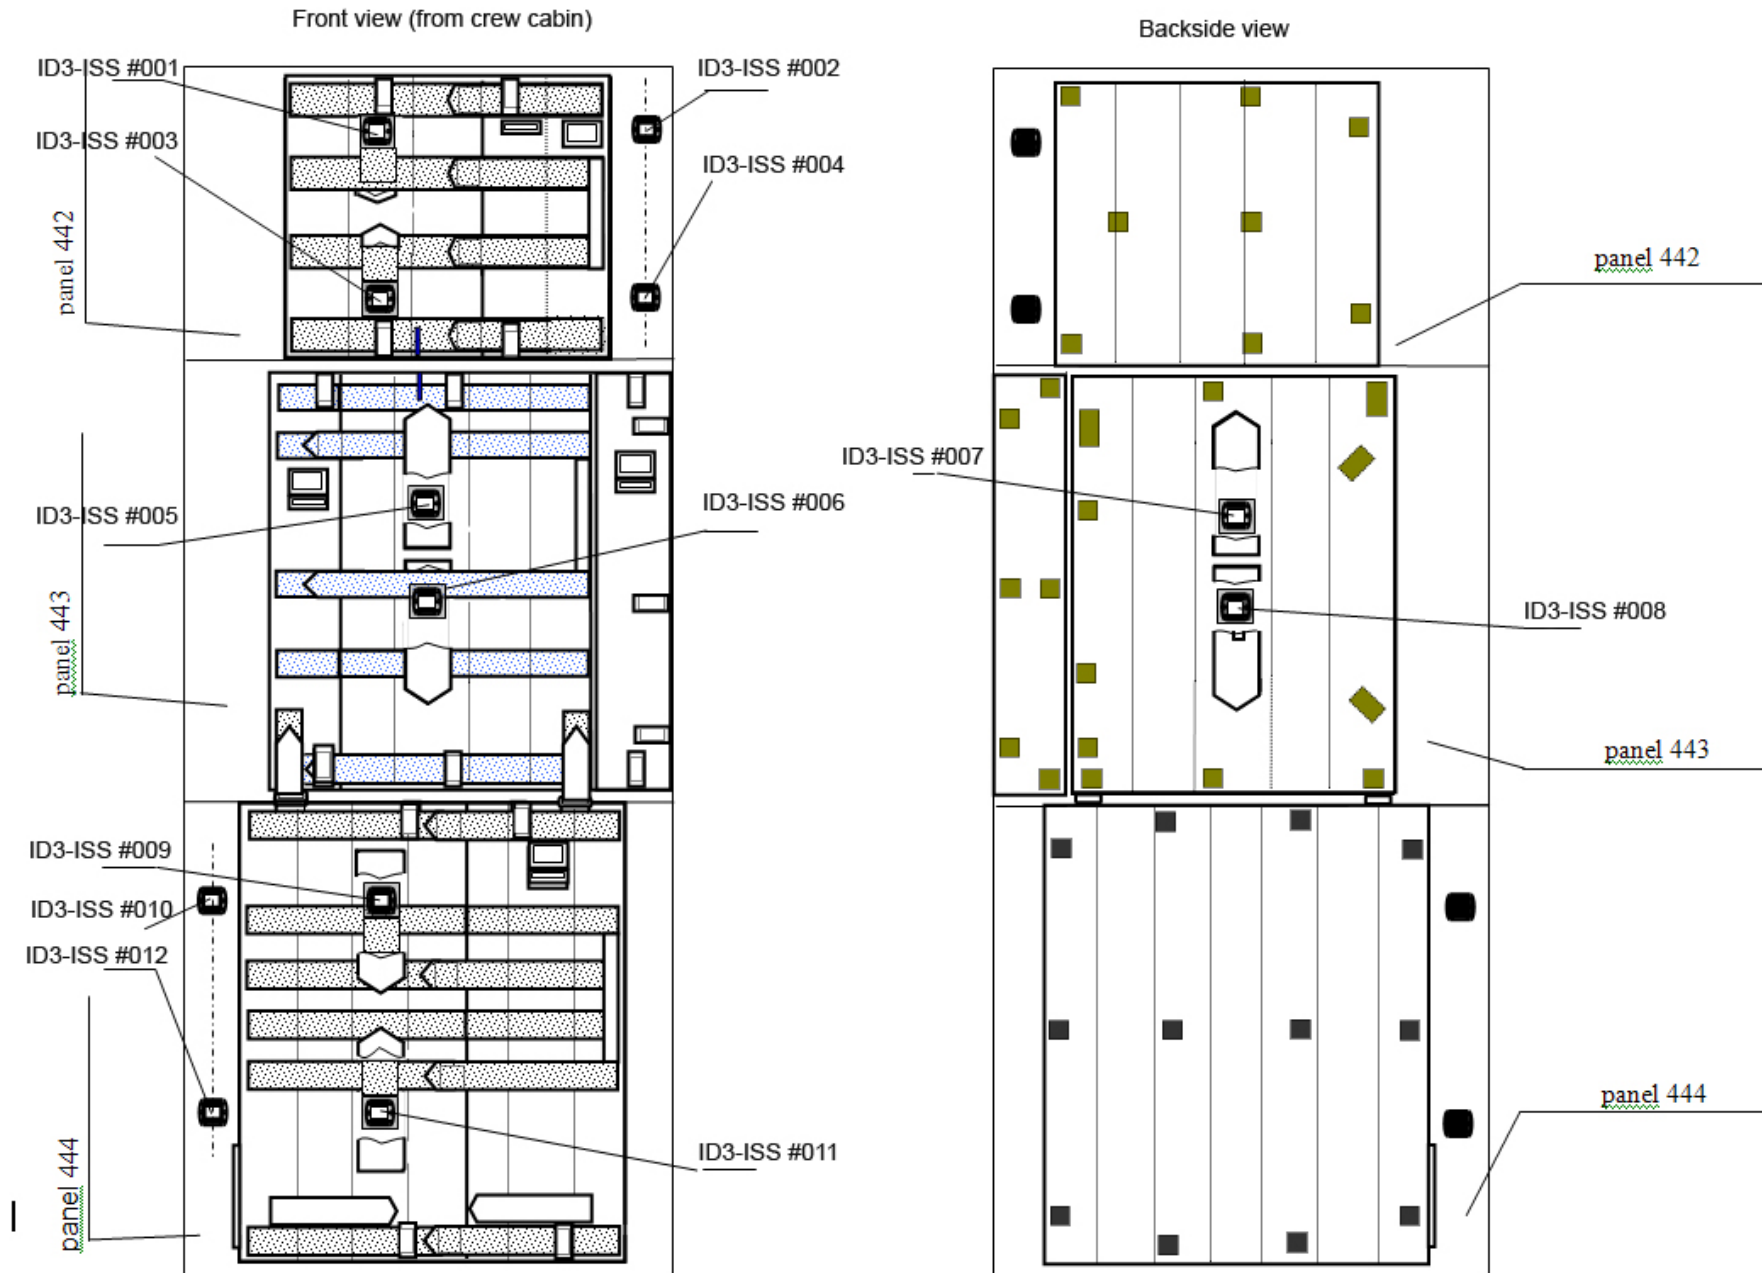 Front view (from crew cabin)
Backside view
ID3-ISS #001
ID3-ISS #002
ID3-ISS #003
ID3-ISS #004
panel 442
panel 442
ID3-ISS #005
ID3-ISS #006
ID3-ISS #007
ID3-ISS #008
panel 443
panel 443
ID3-ISS #009
ID3-ISS #010
ID3-ISS #012
ID3-ISS #011
panel 444
panel 444